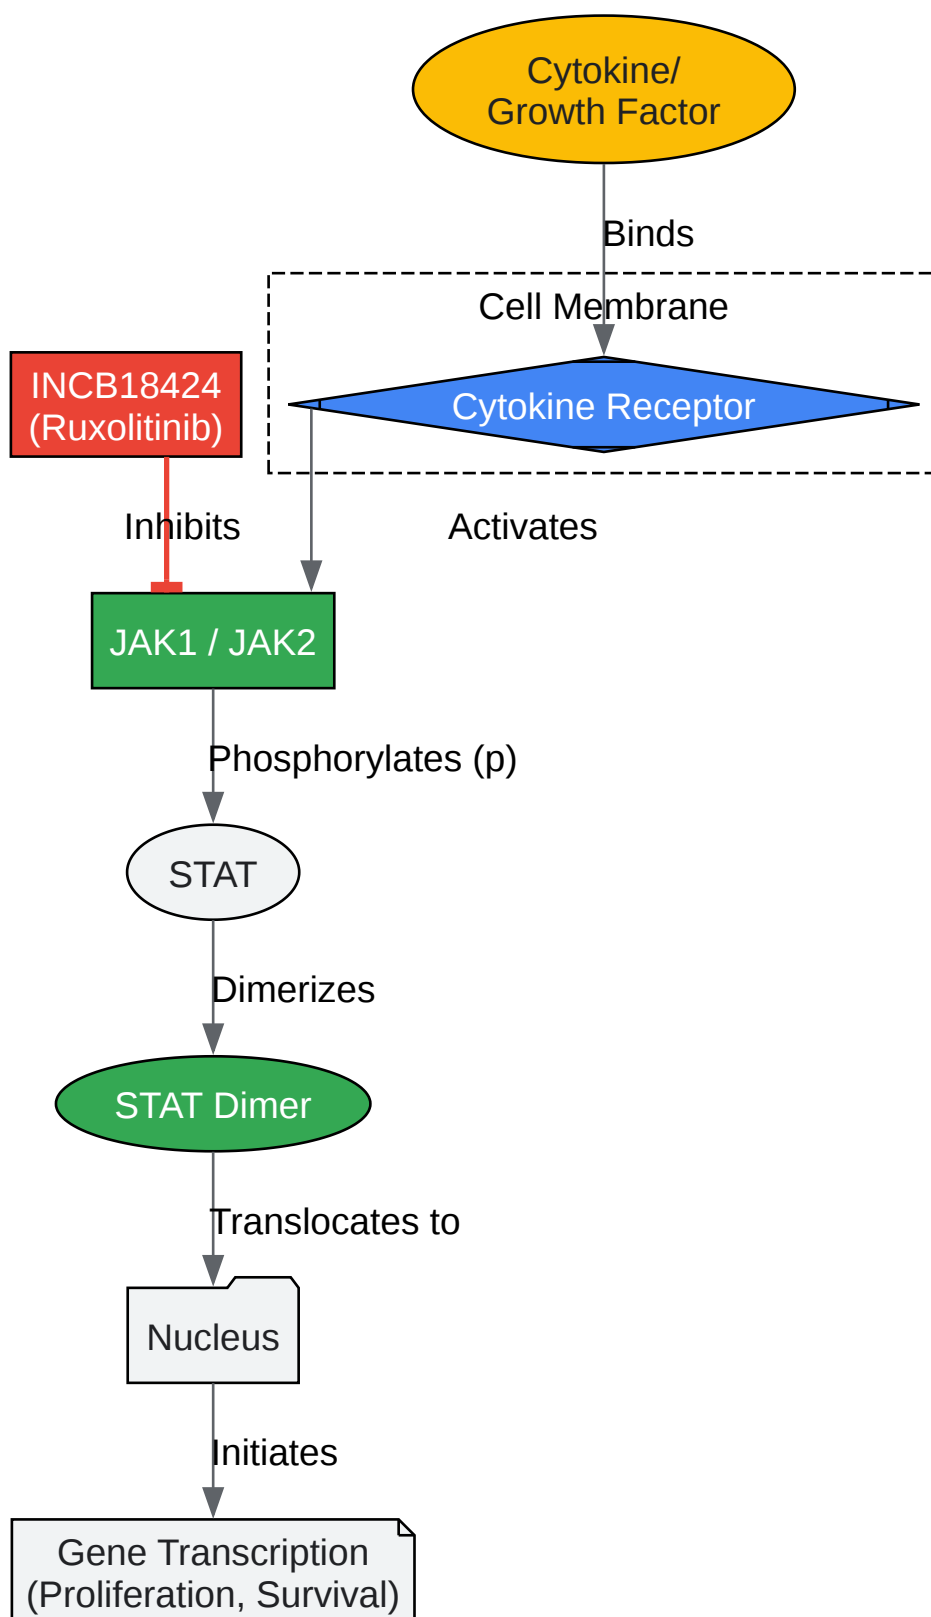 Cytokine/
Growth Factor
Binds
Cell Membrane
INCB18424
(Ruxolitinib)
Cytokine Receptor
Inhibits
Activates
JAK1 / JAK2
Phosphorylates (p)
STAT
Dimerizes
STAT Dimer
Translocates to
Nucleus
Initiates
Gene Transcription
(Proliferation, Survival)